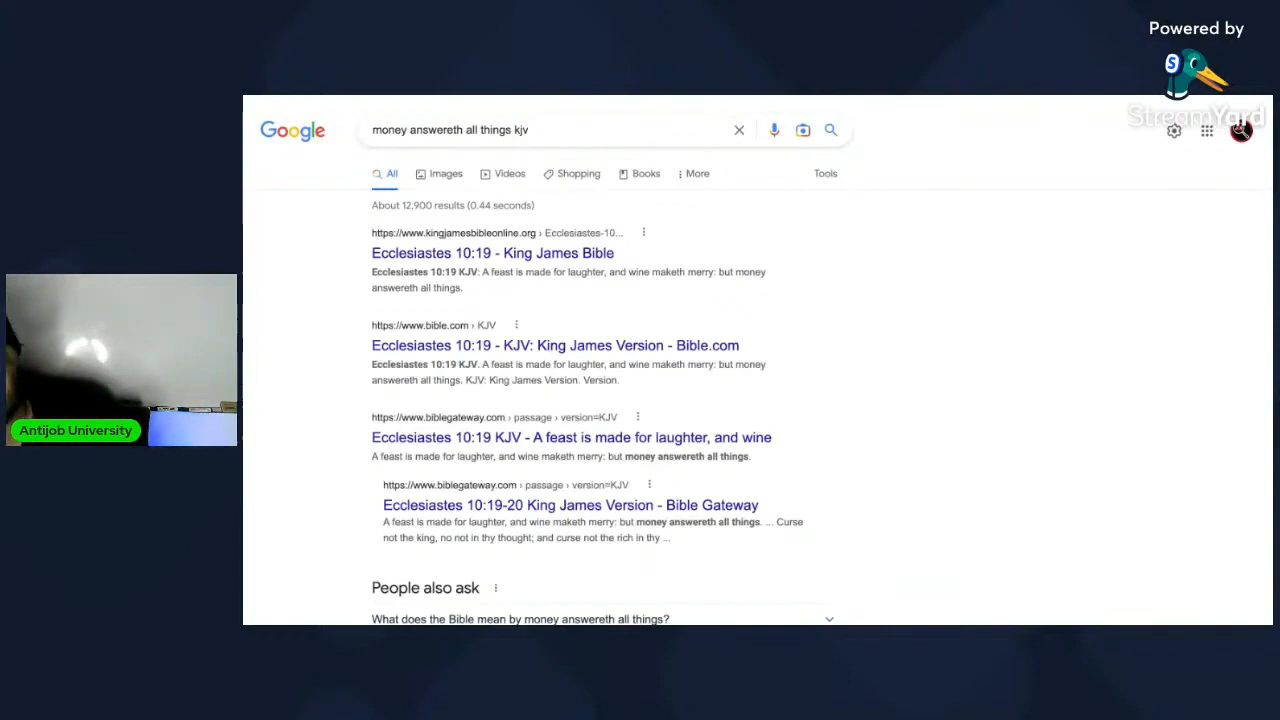 Powered by
S
StreamYard
Google
money answereth all things kjv
All
Images
Videos
Shopping
Books
More
Tools
About 12,900 results (0.44 seconds)
https://www.kingjamesbibleonline.org › Ecclesiastes-10...
Ecclesiastes 10:19 - King James Bible
Ecclesiastes 10:19 KJV: A feast is made for laughter, and wine maketh merry: but money
answereth all things.
https://www.bible.com › KJV
Ecclesiastes 10:19 - KJV: King James Version - Bible.com
Ecclesiastes 10:19 KJV. A feast is made for laughter, and wine maketh merry: but money
answereth all things. KJV: King James Version. Version.
https://www.biblegateway.com › passage › version=KJV
Ecclesiastes 10:19 KJV - A feast is made for laughter, and wine
A feast is made for laughter, and wine maketh merry: but money answereth all things.
https://www.biblegateway.com › passage › version=KJV
Ecclesiastes 10:19-20 King James Version - Bible Gateway
A feast is made for laughter, and wine maketh merry: but money answereth all things. ... Curse
not the king, no not in thy thought; and curse not the rich in thy ...
People also ask
What does the Bible mean by money answereth all things?
Antijob University